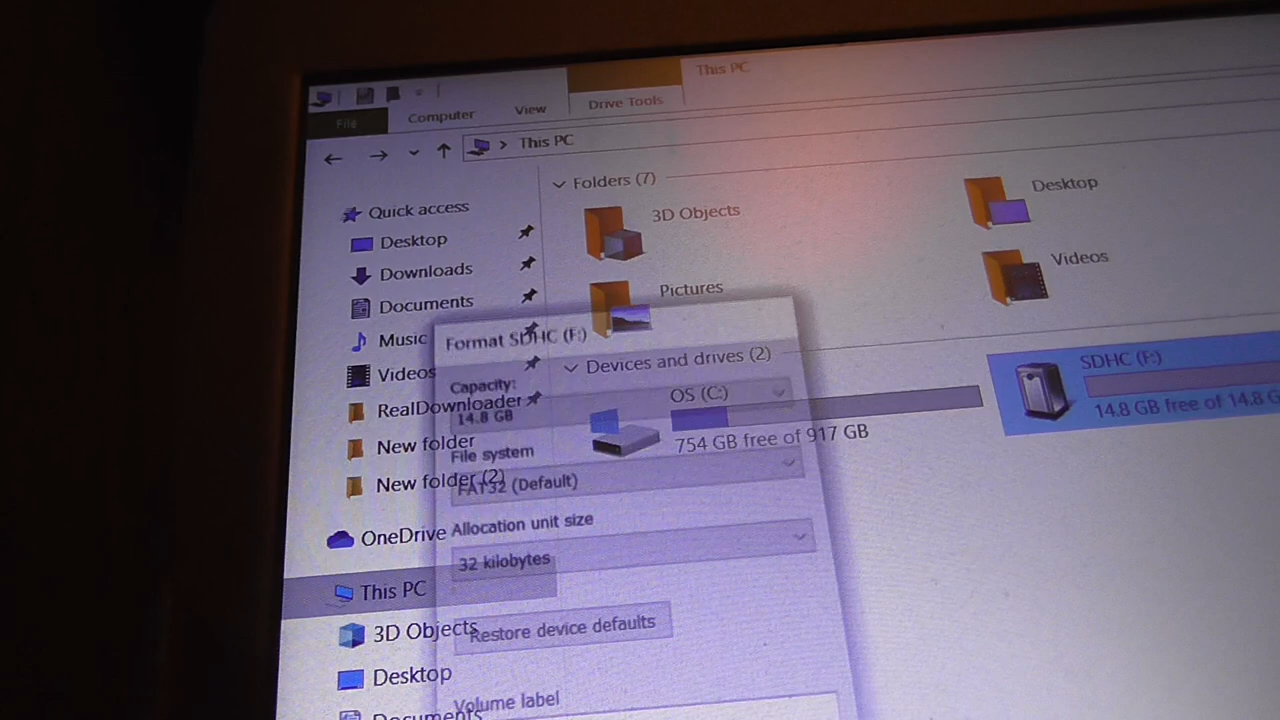 This PC
File
Computer
View
Drive Tools
This PC
Quick access
Desktop
Downloads
Documents
Music
Videos
RealDownloader
New folder
New folder (2)
OneDrive
This PC
3D Objects
Desktop
Documents
Folders (7)
3D Objects
Desktop
Pictures
Videos
Devices and drives (2)
OS (C:)
754 GB free of 917 GB
SDHC (F:)
14.8 GB free of 14.8 G
Format SDHC (F:)
Capacity:
14.8 GB
File system
FAT32 (Default)
Allocation unit size
32 kilobytes
Restore device defaults
Volume label